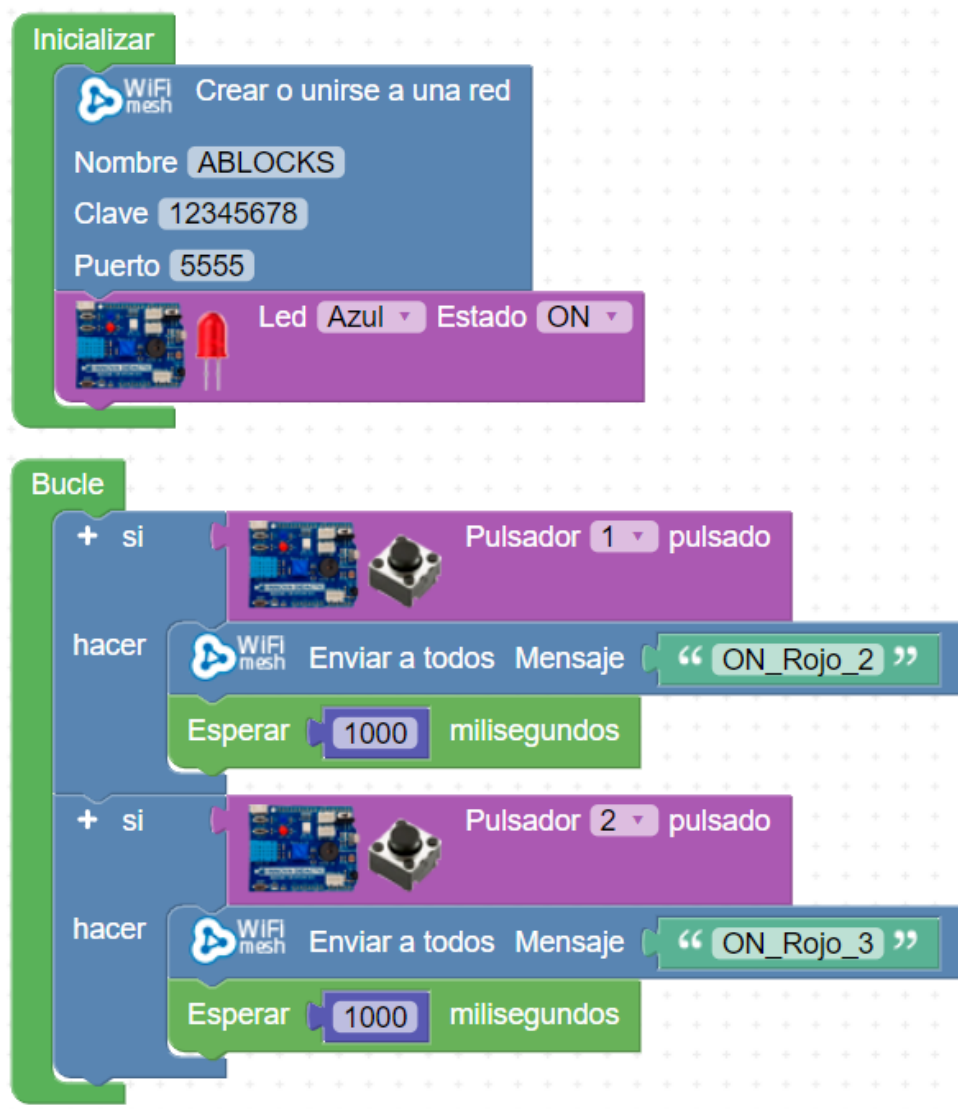 Inicializar
WiFi mesh Crear o unirse a una red
Nombre ABLOCKS
Clave 12345678
Puerto 5555
Led Azul Estado ON
Bucle
+ si Pulsador 1 pulsado
hacer WiFi mesh Enviar a todos Mensaje “ ON_Rojo_2 ”
Esperar 1000 milisegundos
+ si Pulsador 2 pulsado
hacer WiFi mesh Enviar a todos Mensaje “ ON_Rojo_3 ”
Esperar 1000 milisegundos